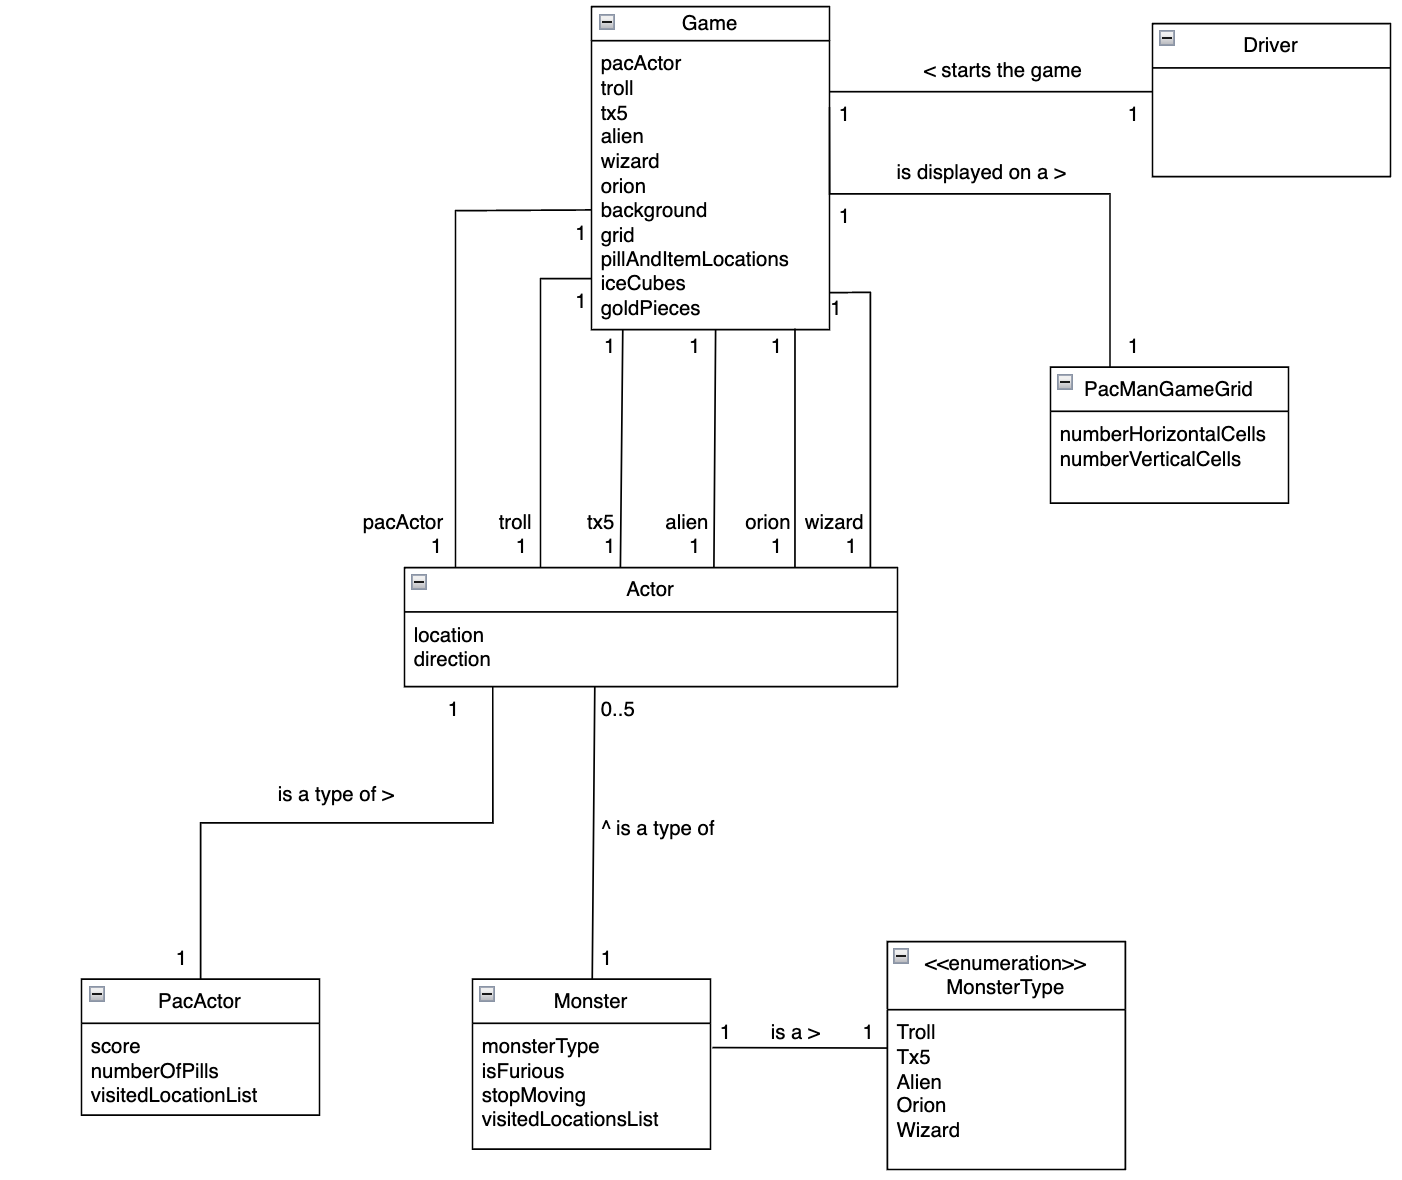 Game
pacActor
troll
tx5
alien
wizard
orion
background
grid
pillAndItemLocations
iceCubes
goldPieces
Driver
< starts the game
1
1
is displayed on a >
1
1
PacManGameGrid
numberHorizontalCells
numberVerticalCells
1
1
1
1
1
1
pacActor
troll
tx5
alien
orion
wizard
1
1
1
1
1
1
Actor
location
direction
1
0..5
is a type of >
^ is a type of
1
1
PacActor
score
numberOfPills
visitedLocationList
Monster
monsterType
isFurious
stopMoving
visitedLocationsList
1
is a >
1
<<enumeration>>
MonsterType
Troll
Tx5
Alien
Orion
Wizard